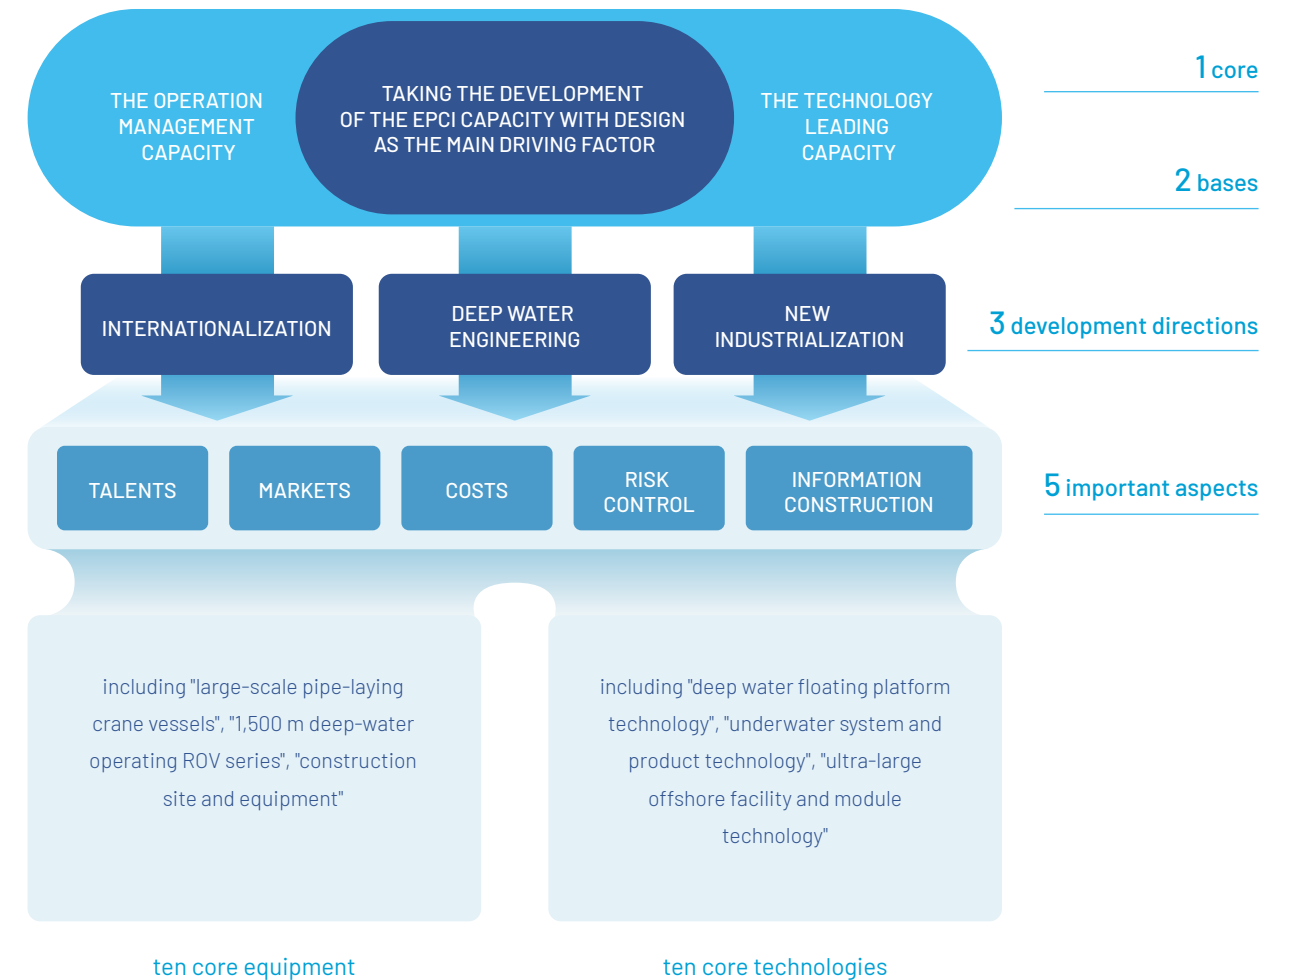 THE OPERATION
MANAGEMENT
CAPACITY
TAKING THE DEVELOPMENT
OF THE EPCI CAPACITY WITH DESIGN
AS THE MAIN DRIVING FACTOR
THE TECHNOLOGY
LEADING
CAPACITY
1 core
2 bases
INTERNATIONALIZATION
DEEP WATER
ENGINEERING
NEW
INDUSTRIALIZATION
3 development directions
TALENTS
MARKETS
COSTS
RISK
CONTROL
INFORMATION
CONSTRUCTION
5 important aspects
including "large-scale pipe-laying
crane vessels", "1,500 m deep-water
operating ROV series", "construction
site and equipment"
including "deep water floating platform
technology", "underwater system and
product technology", "ultra-large
offshore facility and module
technology"
ten core equipment
ten core technologies